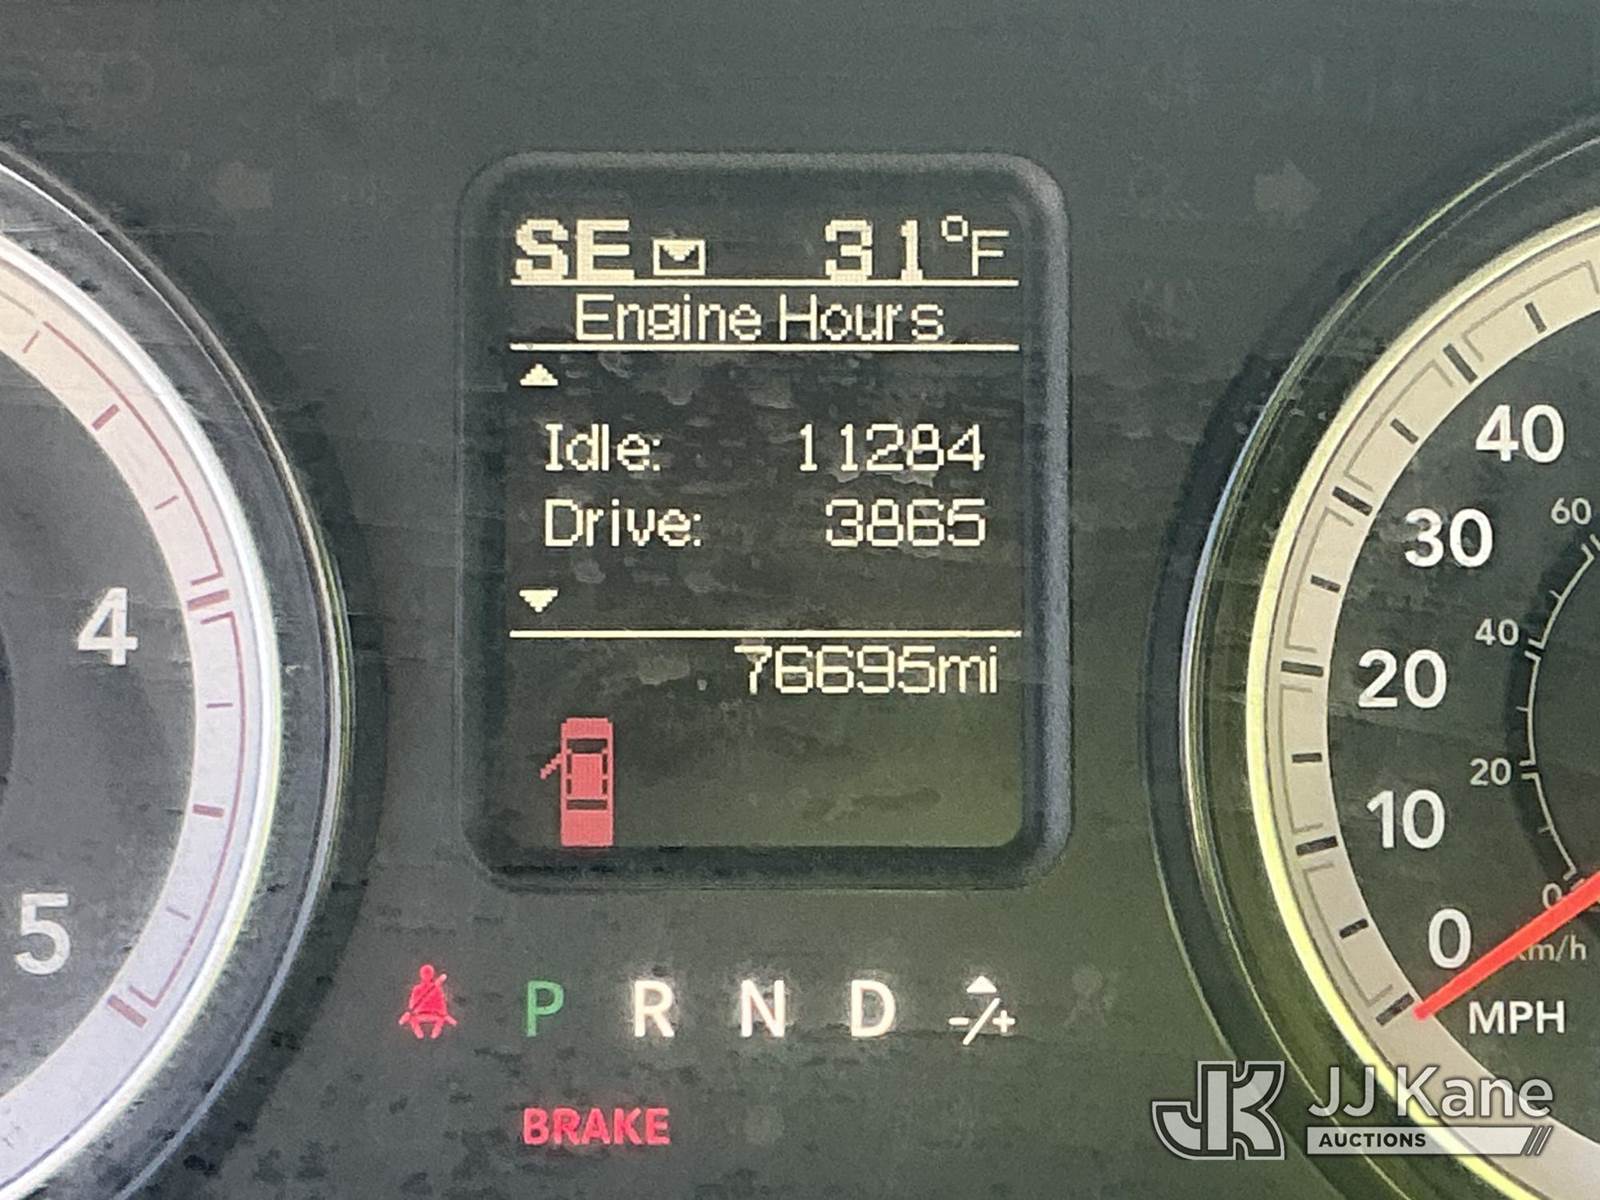 SE 31°F
Engine Hours
Idle: 11284
Drive: 3865
76695mi
4
5
40
30
20
10
0
60
40
20
0
km/h
MPH
P R N D -/+
BRAKE
JK JJ Kane
AUCTIONS